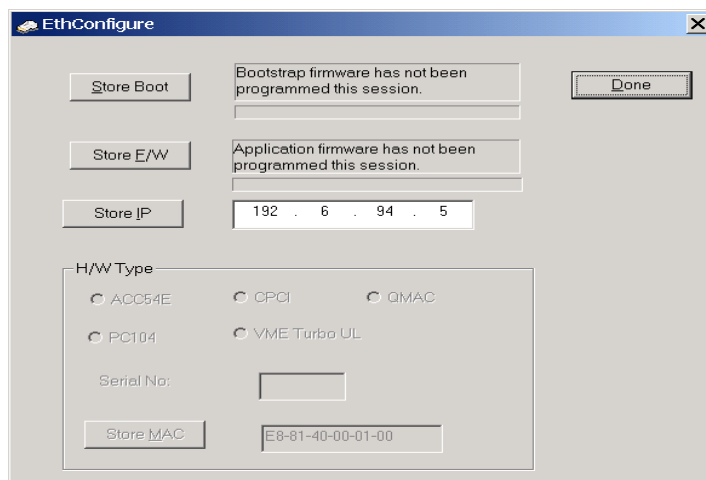 EthConfigure
Store Boot
Bootstrap firmware has not been
programmed this session.
Done
Store F/W
Application firmware has not been
programmed this session.
Store IP
192 . 6 . 94 . 5
H/W Type
ACC54E
CPCI
QMAC
PC104
VME Turbo UL
Serial No:
Store MAC
E8-81-40-00-01-00